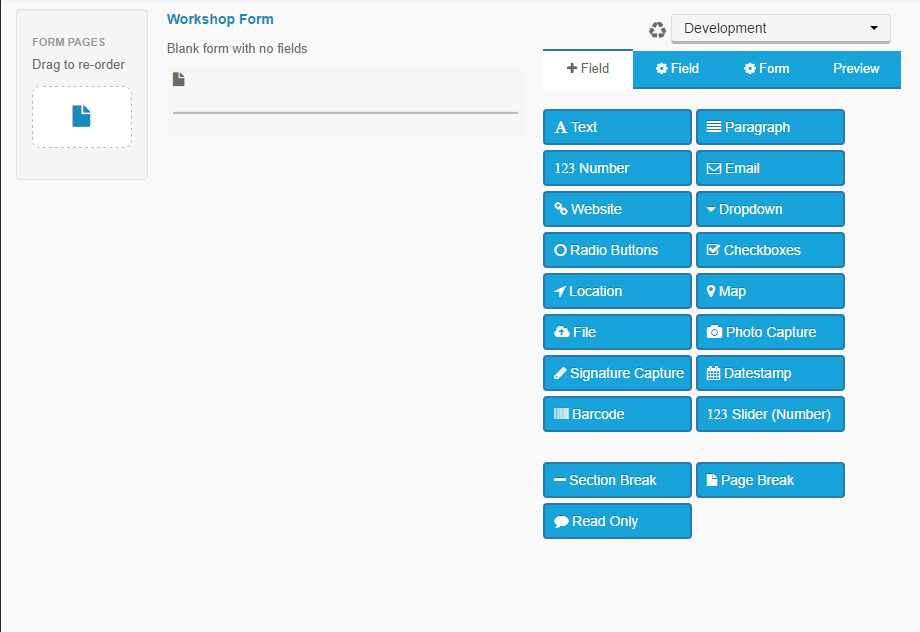 FORM PAGES
Drag to re-order
Workshop Form
Blank form with no fields
Development
Field
Field
Form
Preview
Text
Paragraph
123 Number
Email
Website
Dropdown
Radio Buttons
Checkboxes
Location
Map
File
Photo Capture
Signature Capture
Datestamp
Barcode
123 Slider (Number)
Section Break
Page Break
Read Only